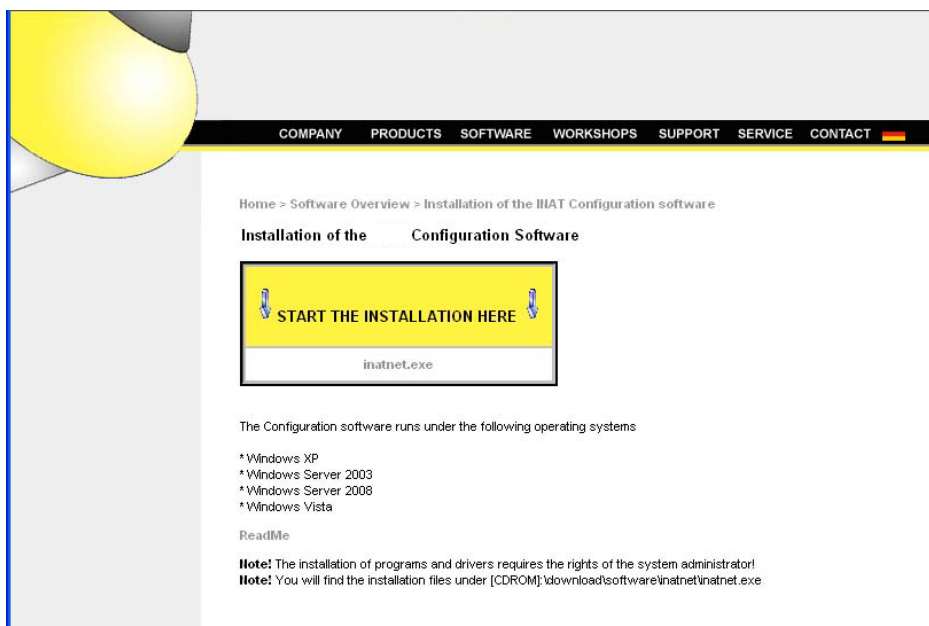 COMPANY PRODUCTS SOFTWARE WORKSHOPS SUPPORT SERVICE CONTACT
Home > Software Overview > Installation of the INAT Configuration software
Installation of the Configuration Software
START THE INSTALLATION HERE
inatnet.exe
The Configuration software runs under the following operating systems
* Windows XP
* Windows Server 2003
* Windows Server 2008
* Windows Vista
ReadMe
Note! The installation of programs and drivers requires the rights of the system administrator!
Note! You will find the installation files under [CDROM]:\download\software\inatnet\inatnet.exe